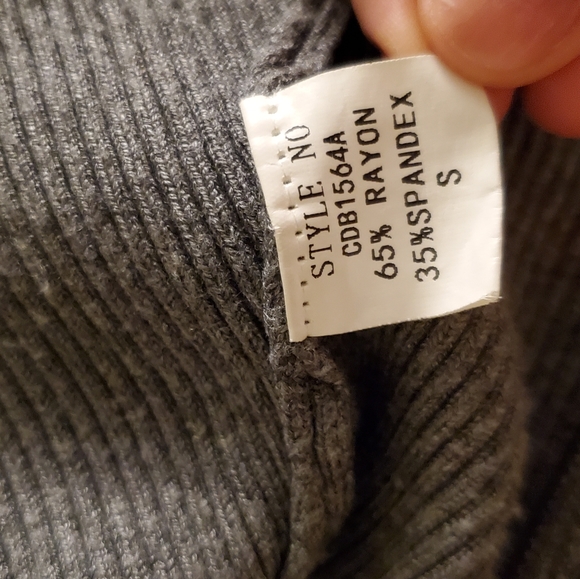 STYLE NO
CDB1564A
65% RAYON
35%SPANDEX
S